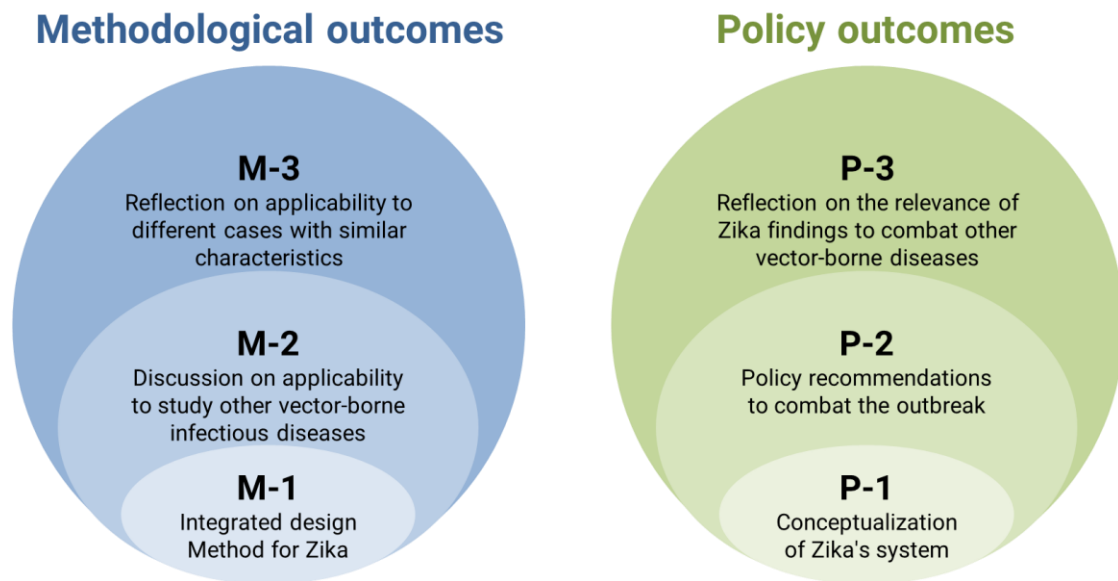 Methodological outcomes
M-3
Reflection on applicability to
different cases with similar
characteristics
M-2
Discussion on applicability
to study other vector-borne
infectious diseases
M-1
Integrated design
Method for Zika
Policy outcomes
P-3
Reflection on the relevance of
Zika findings to combat other
vector-borne diseases
P-2
Policy recommendations
to combat the outbreak
P-1
Conceptualization
of Zika's system